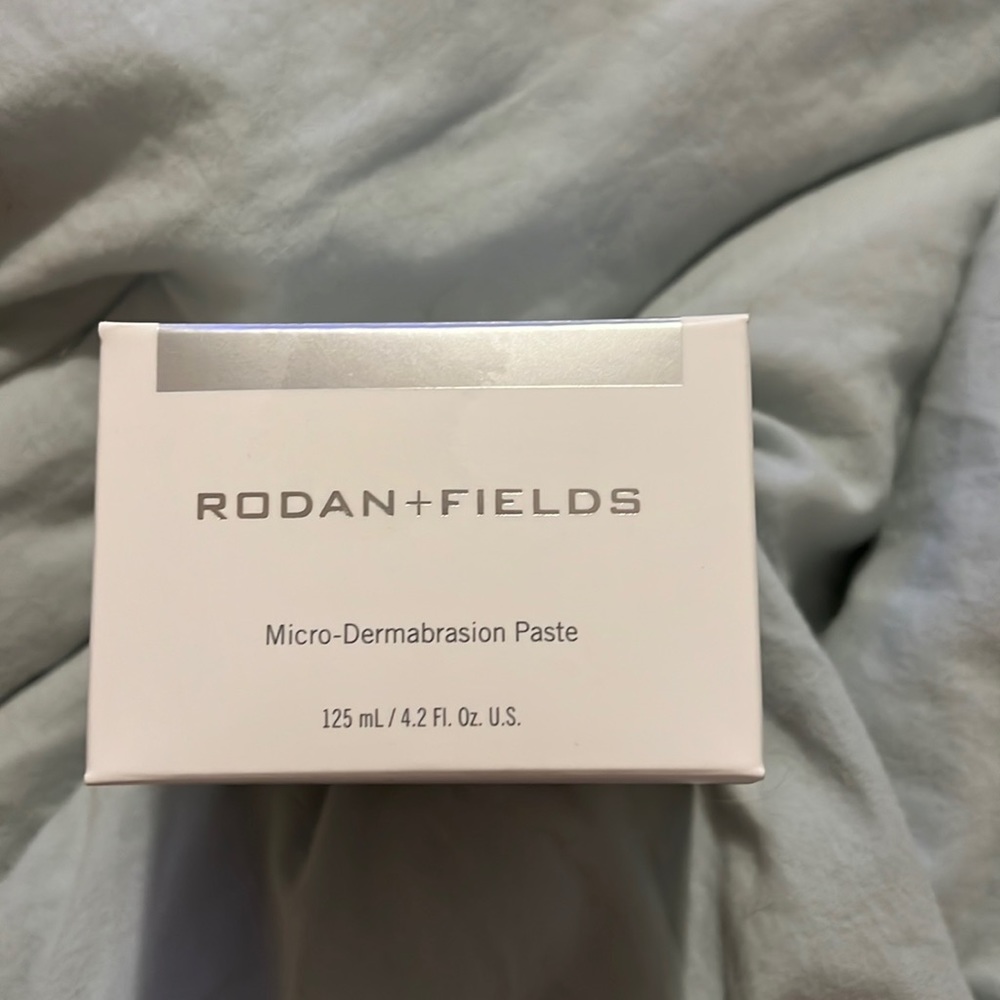 RODAN+FIELDS
Micro-Dermabrasion Paste
125 mL / 4.2 Fl. Oz. U.S.